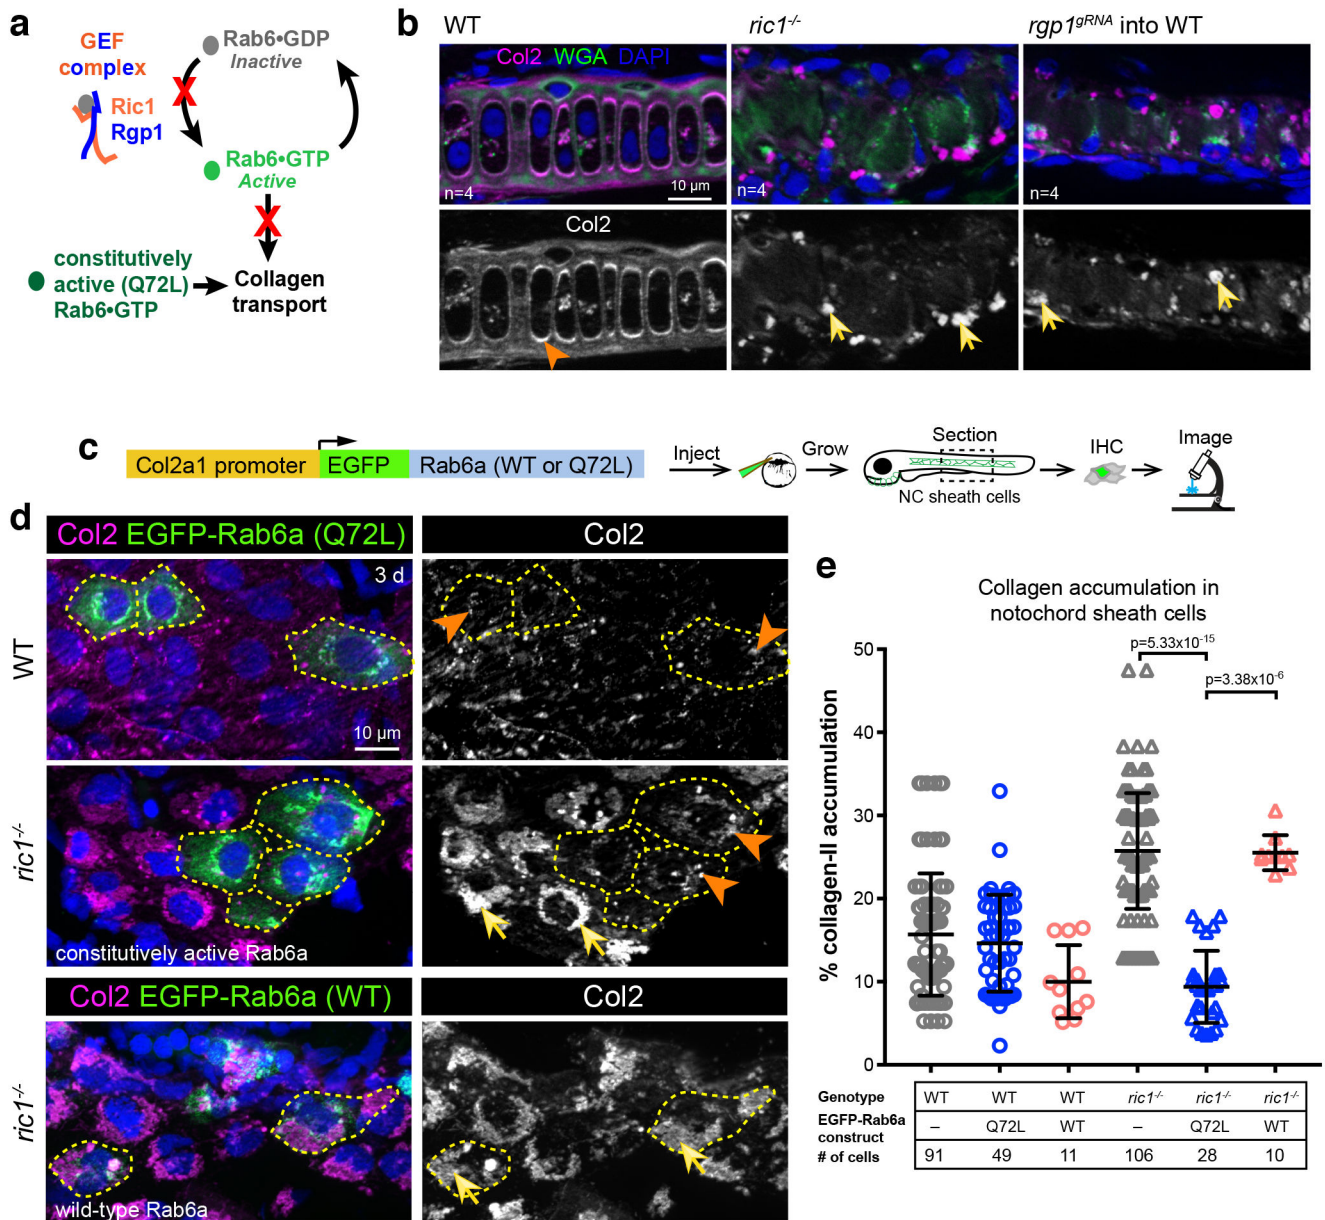 a
GEF
complex
Ric1
Rgp1
Rab6•GDP
Inactive
X
Rab6•GTP
Active
X
constitutively
active (Q72L)
Rab6•GTP
Collagen
transport
b
WT
ric1-/-
rgp1gRNA into WT
Col2 WGA DAPI
n=4
10 µm
n=4
n=4
Col2
c
Col2a1 promoter
EGFP
Rab6a (WT or Q72L)
Inject
Grow
Section
NC sheath cells
IHC
Image
d
Col2 EGFP-Rab6a (Q72L)
Col2
WT
3 d
10 µm
ric1-/-
constitutively active Rab6a
Col2 EGFP-Rab6a (WT)
Col2
ric1-/-
wild-type Rab6a
e
Collagen accumulation in
notochord sheath cells
p=5.33x10-15
p=3.38x10-6
% collagen-II accumulation
50
40
30
20
10
0
Genotype WT WT WT ric1-/- ric1-/- ric1-/-
EGFP-Rab6a
construct – Q72L WT – Q72L WT
# of cells 91 49 11 106 28 10